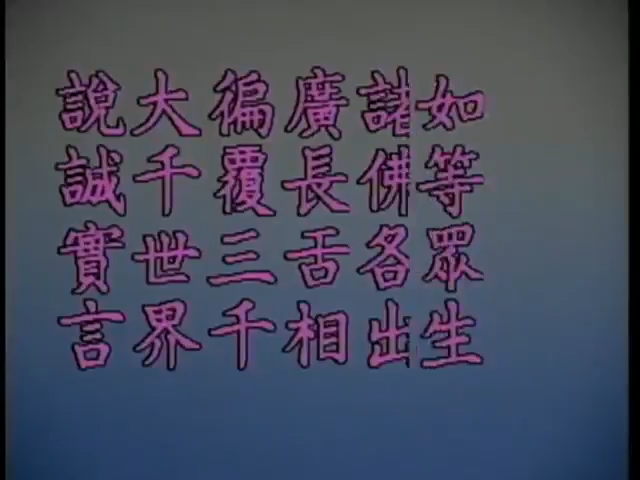 如等眾生
諸佛各出
廣長舌相
徧覆三千
大千世界
說誠實言